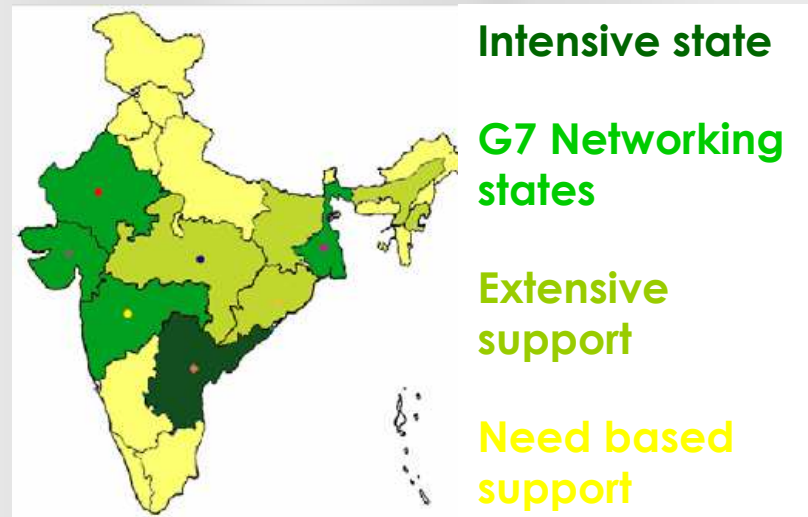 Intensive state
G7 Networking
states
Extensive
support
Need based
support